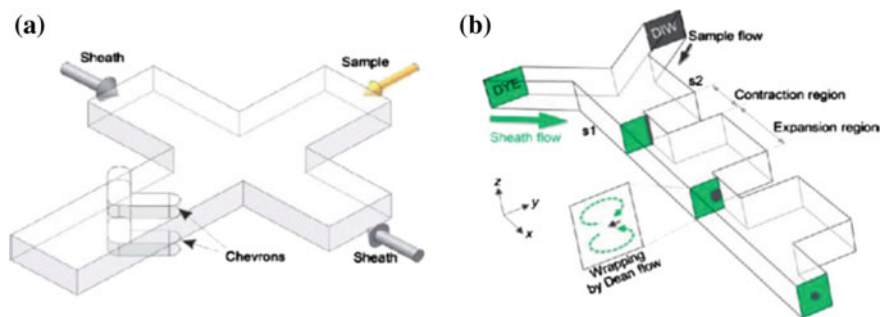 (a)
Sheath
Sample
Chevrons
Sheath
(b)
DIW
Sample flow
DYE
s2
Contraction region
Expansion region
Sheath flow
s1
z
y
x
Wrapping
by Dean flow